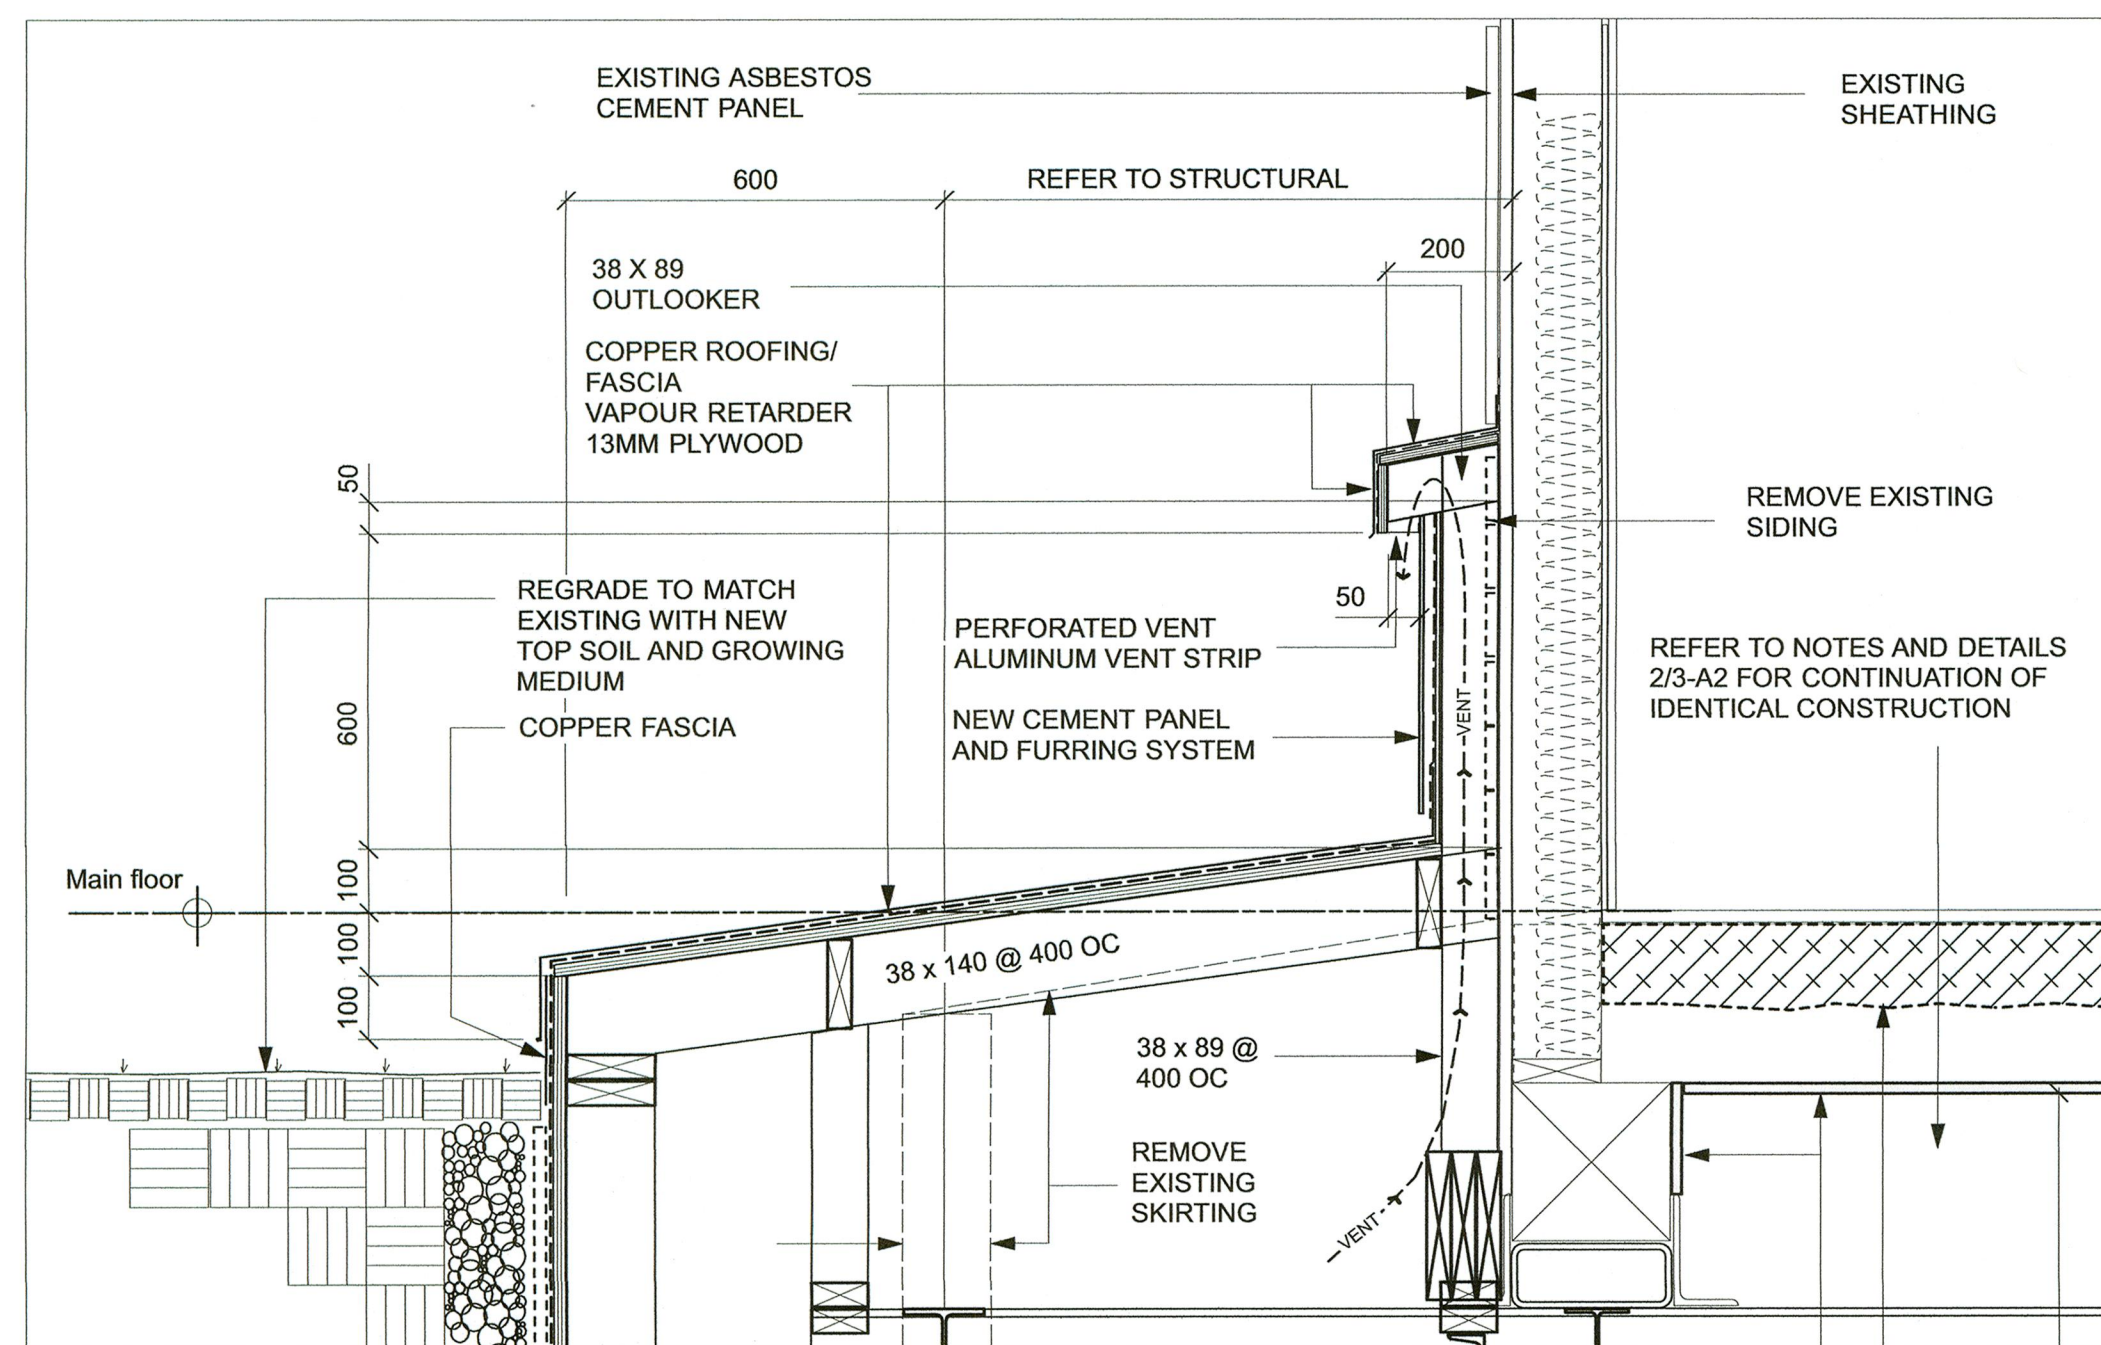 EXISTING ASBESTOS
CEMENT PANEL
EXISTING
SHEATHING
600
REFER TO STRUCTURAL
200
38 X 89
OUTLOOKER
COPPER ROOFING/
FASCIA
VAPOUR RETARDER
13MM PLYWOOD
50
REMOVE EXISTING
SIDING
REGRADE TO MATCH
EXISTING WITH NEW
TOP SOIL AND GROWING
MEDIUM
50
PERFORATED VENT
ALUMINUM VENT STRIP
REFER TO NOTES AND DETAILS
2/3-A2 FOR CONTINUATION OF
IDENTICAL CONSTRUCTION
600
COPPER FASCIA
NEW CEMENT PANEL
AND FURRING SYSTEM
VENT
Main floor
100
100
100
38 x 140 @ 400 OC
38 x 89 @
400 OC
REMOVE
EXISTING
SKIRTING
VENT